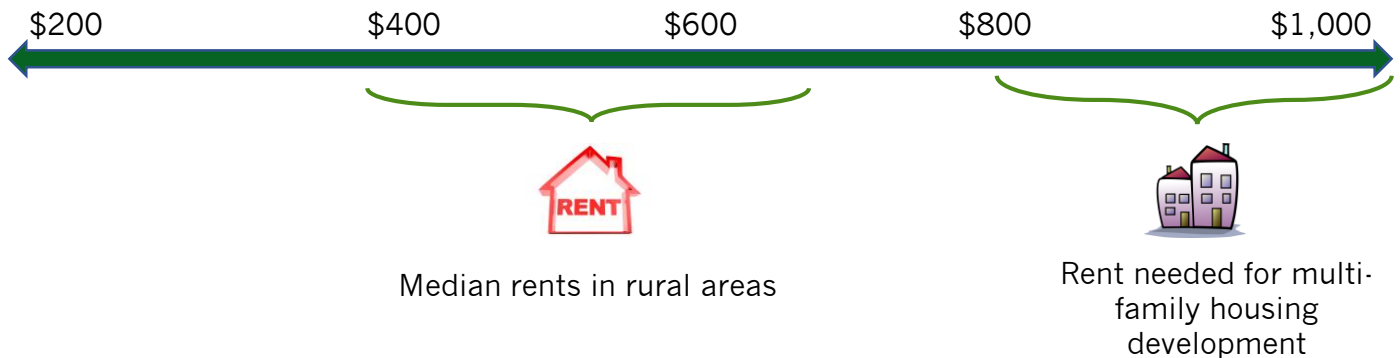 $200 $400 $600 $800 $1,000
RENT
Median rents in rural areas
Rent needed for multi-
family housing
development